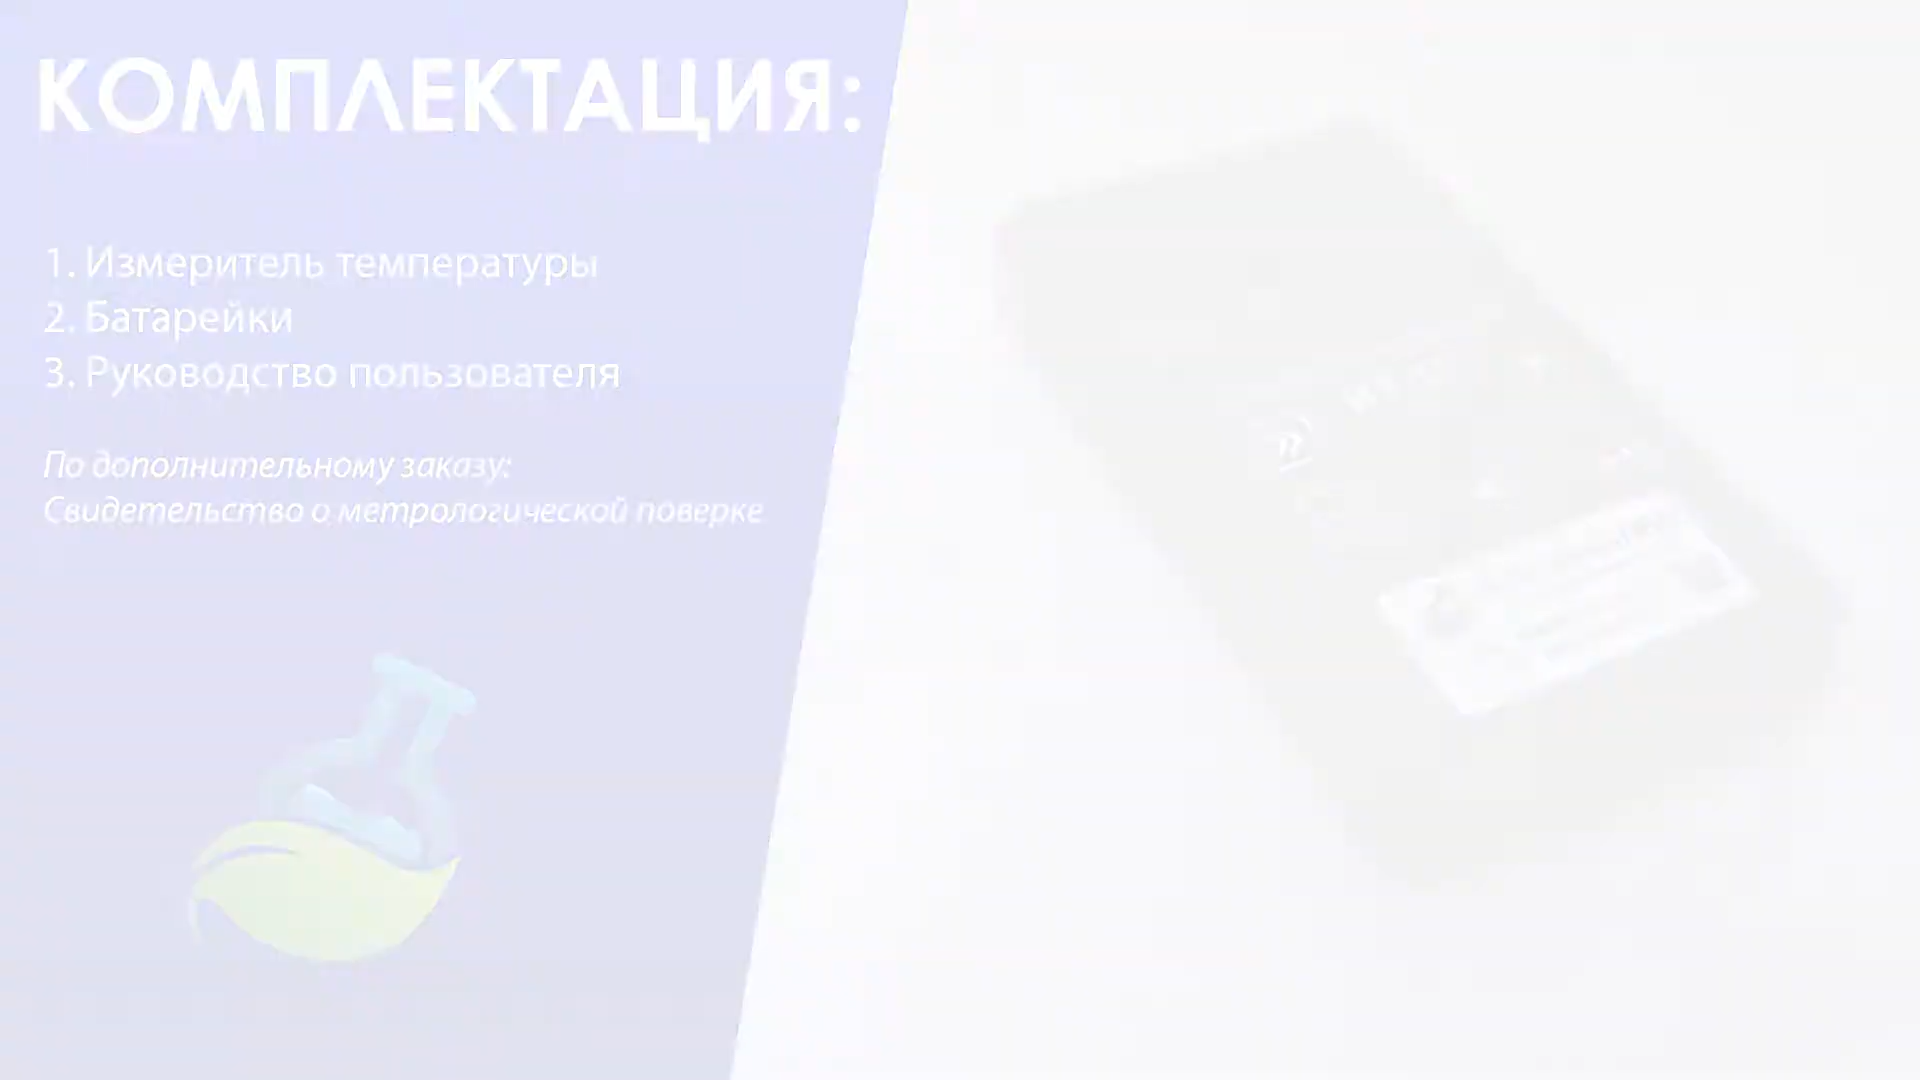 КОМПЛЕКТАЦИЯ:
1. Измеритель температуры
2. Батарейки
3. Руководство пользователя
По дополнительному заказу:
Свидетельство о метрологической поверке